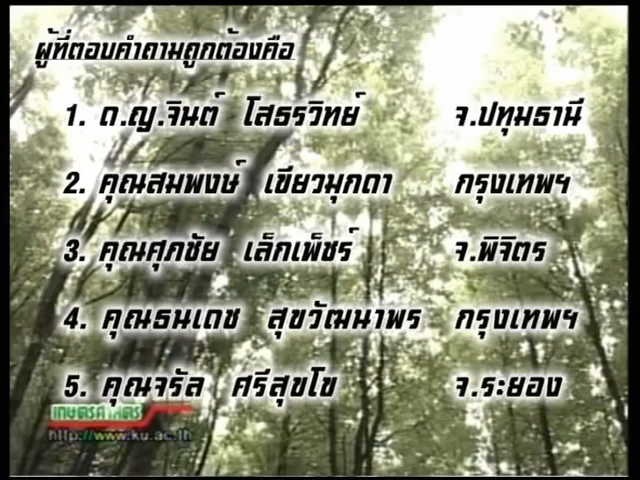 ผู้ที่ตอบคำถามถูกต้องคือ
1. ด.ญ.จินต์ โสธรวิทย์ จ.ปทุมธานี
2. คุณสมพงษ์ เขียวมุกดา กรุงเทพฯ
3. คุณศุภชัย เล็กเพ็ชร์ จ.พิจิตร
4. คุณธนเดช สุขวัฒนาพร กรุงเทพฯ
5. คุณจรัล ศรีสุขโข จ.ระยอง
เกษตรศาสตร์
http://www.ku.ac.th